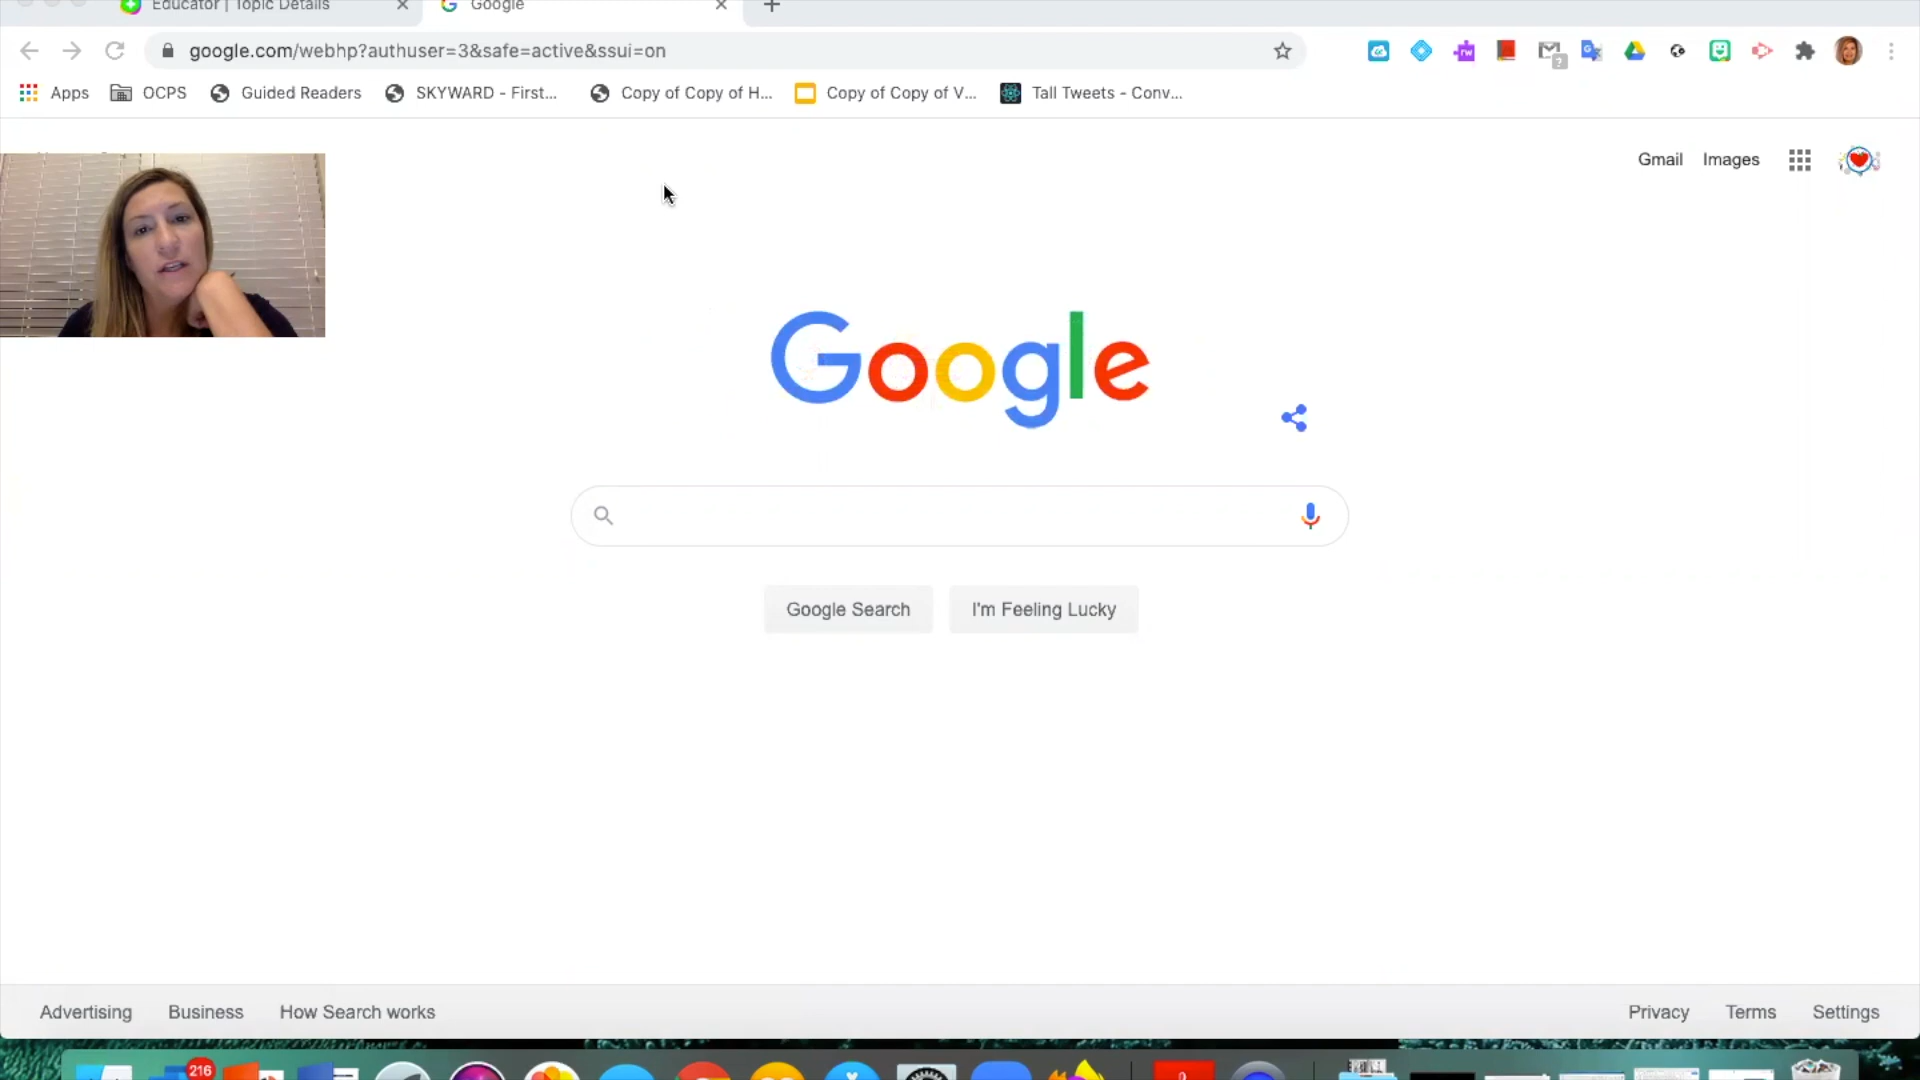 Educator | Topic Details
Google
google.com/webhp?authuser=3&safe=active&ssui=on
Apps OCPS Guided Readers SKYWARD - First... Copy of Copy of H... Copy of Copy of V... Tall Tweets - Conv...
Gmail Images
Google
Google Search I'm Feeling Lucky
Advertising Business How Search works Privacy Terms Settings
216